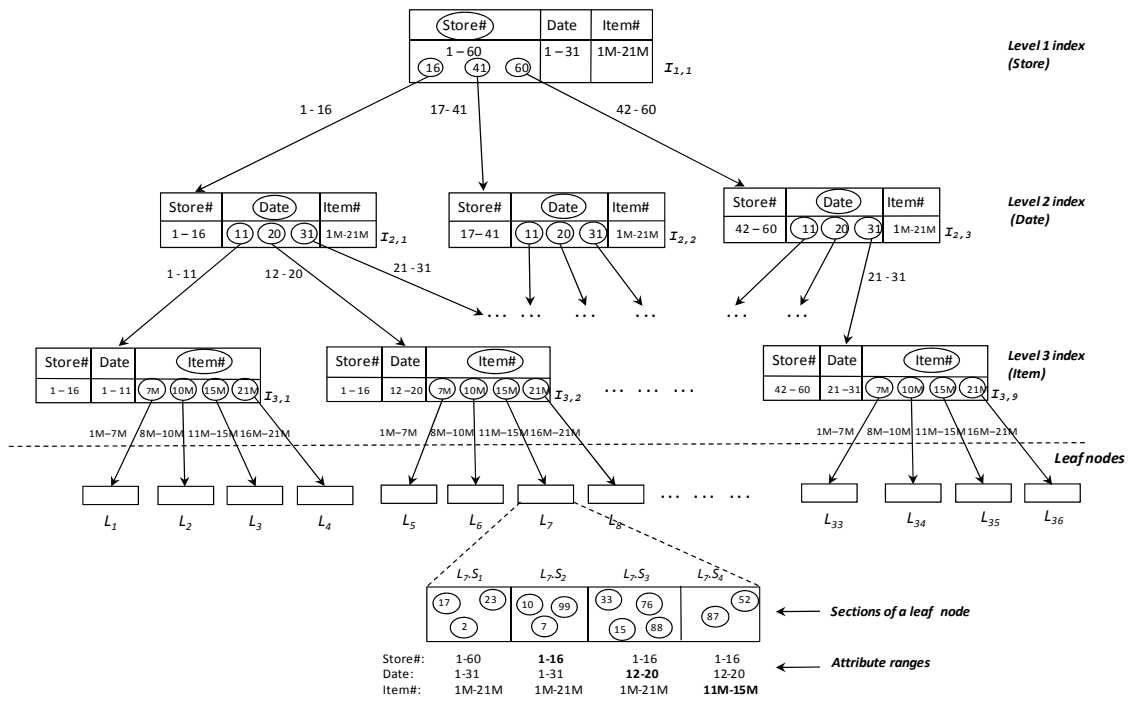 Store# Date Item#
1 – 60 1 – 31 1M-21M
16 41 60
I1,1
Level 1 index
(Store)
1 - 16 17- 41 42 - 60
Store# Date Item#
1 – 16 11 20 31 1M-21M
I2,1
Store# Date Item#
17 – 41 11 20 31 1M-21M
I2,2
Store# Date Item#
42 – 60 11 20 31 1M-21M
I2,3
Level 2 index
(Date)
1 - 11 12 - 20 21 - 31 21 - 31
... ... ... ... ... ...
Store# Date Item#
1 – 16 1 – 11 7M 10M 15M 21M
I3,1
Store# Date Item#
1 – 16 12 –20 7M 10M 15M 21M
I3,2
... ... ...
Store# Date Item#
42 – 60 21 –31 7M 10M 15M 21M
I3,9
Level 3 index
(Item)
1M–7M 8M–10M 11M–15M 16M–21M 1M–7M 8M–10M 11M–15M 16M–21M 1M–7M 8M–10M 11M–15M 16M–21M
Leaf nodes
... ... ...
L1 L2 L3 L4 L5 L6 L7 L8 L33 L34 L35 L36
L7.S1 L7.S2 L7.S3 L7.S4
17 23 2
10 99 7
33 76 15 88
52 87
Sections of a leaf node
Store#: 1-60 1-16 1-16 1-16
Date: 1-31 1-31 12-20 12-20
Item#: 1M-21M 1M-21M 1M-21M 11M-15M
Attribute ranges